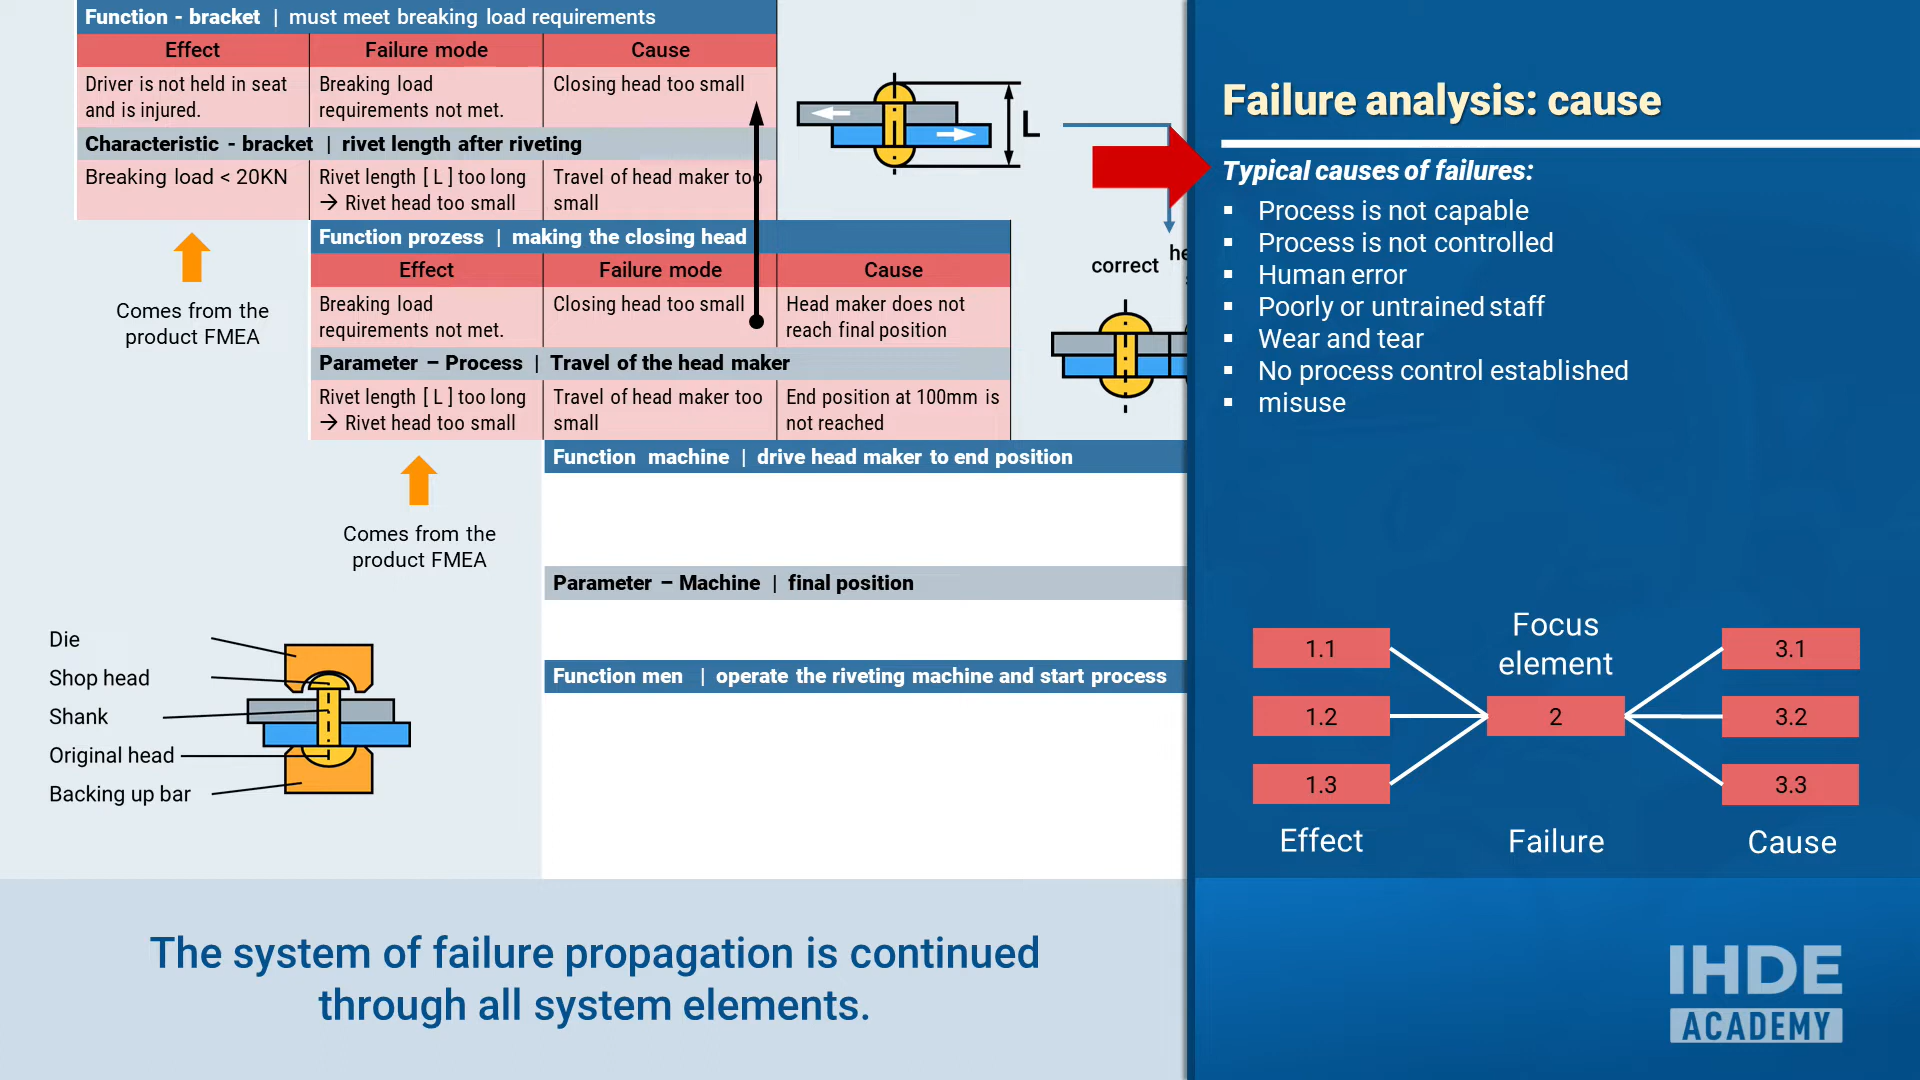 Function - bracket | must meet breaking load requirements
Effect
Failure mode
Cause
Driver is not held in seat
and is injured.
Breaking load
requirements not met.
Closing head too small
Characteristic - bracket | rivet length after riveting
Breaking load < 20KN
Rivet length [ L ] too long
→ Rivet head too small
Travel of head maker too
small
Function prozess | making the closing head
Effect
Failure mode
Cause
Breaking load
requirements not met.
Closing head too small
Head maker does not
reach final position
Parameter – Process | Travel of the head maker
Rivet length [ L ] too long
→ Rivet head too small
Travel of head maker too
small
End position at 100mm is
not reached
Function machine | drive head maker to end position
Parameter – Machine | final position
Function men | operate the riveting machine and start process
Comes from the
product FMEA
Comes from the
product FMEA
L
correct
Die
Shop head
Shank
Original head
Backing up bar
The system of failure propagation is continued
through all system elements.
Failure analysis: cause
Typical causes of failures:
▪ Process is not capable
▪ Process is not controlled
▪ Human error
▪ Poorly or untrained staff
▪ Wear and tear
▪ No process control established
▪ misuse
Focus
element
1.1
1.2
1.3
2
3.1
3.2
3.3
Effect
Failure
Cause
IHDE
ACADEMY